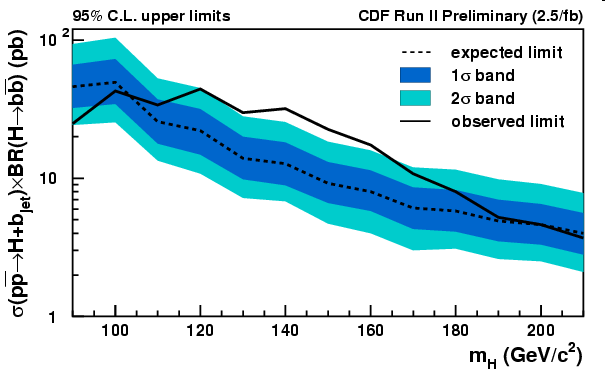 95% C.L. upper limits CDF Run II Preliminary (2.5/fb)
expected limit
1σ band
2σ band
observed limit
10²
10
1
σ(pp̅→H+b_jet)×BR(H→bb̅) (pb)
100 120 140 160 180 200
m_H (GeV/c²)